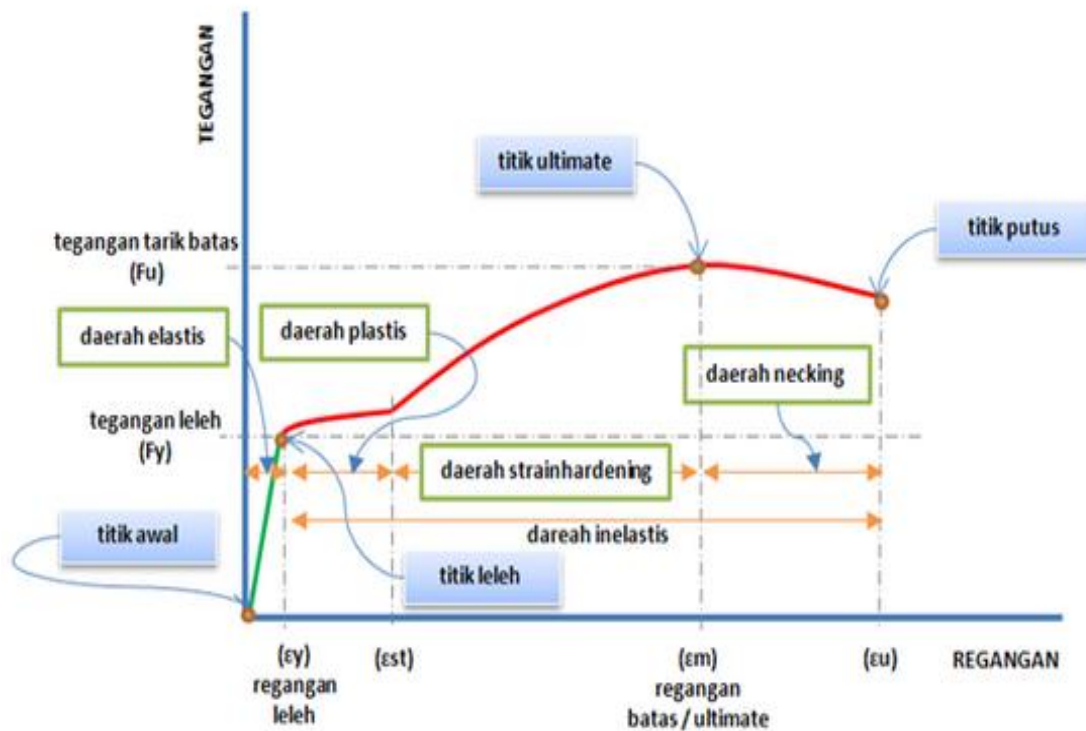 TEGANGAN
titik ultimate
titik putus
tegangan tarik batas
(Fu)
daerah elastis
daerah plastis
daerah necking
tegangan leleh
(Fy)
daerah strainhardening
dareah inelastis
titik awal
titik leleh
(εy)
regangan
leleh
(εst)
(εm)
regangan
batas / ultimate
(εu)
REGANGAN